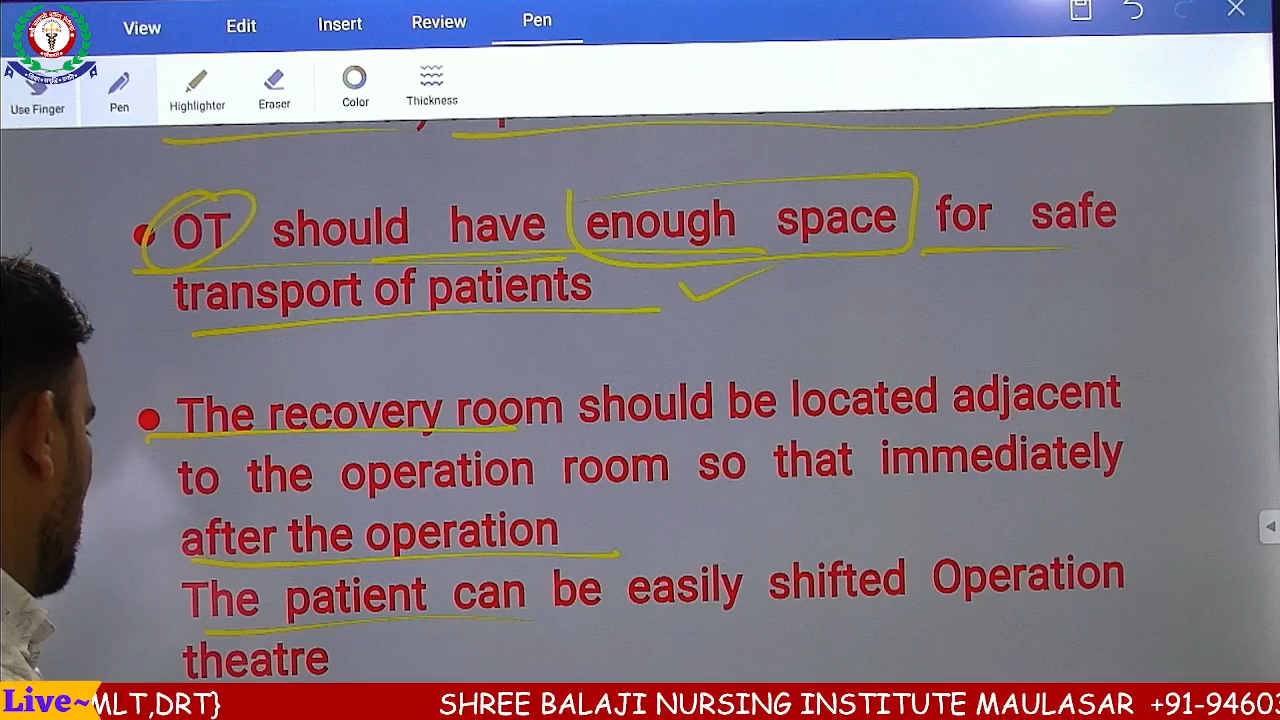 View Edit Insert Review Pen
Use Finger Pen Highlighter Eraser Color Thickness
• OT should have enough space for safe
transport of patients
• The recovery room should be located adjacent
to the operation room so that immediately
after the operation
The patient can be easily shifted Operation
theatre
Live~ MLT,DRT} SHREE BALAJI NURSING INSTITUTE MAULASAR +91-9460